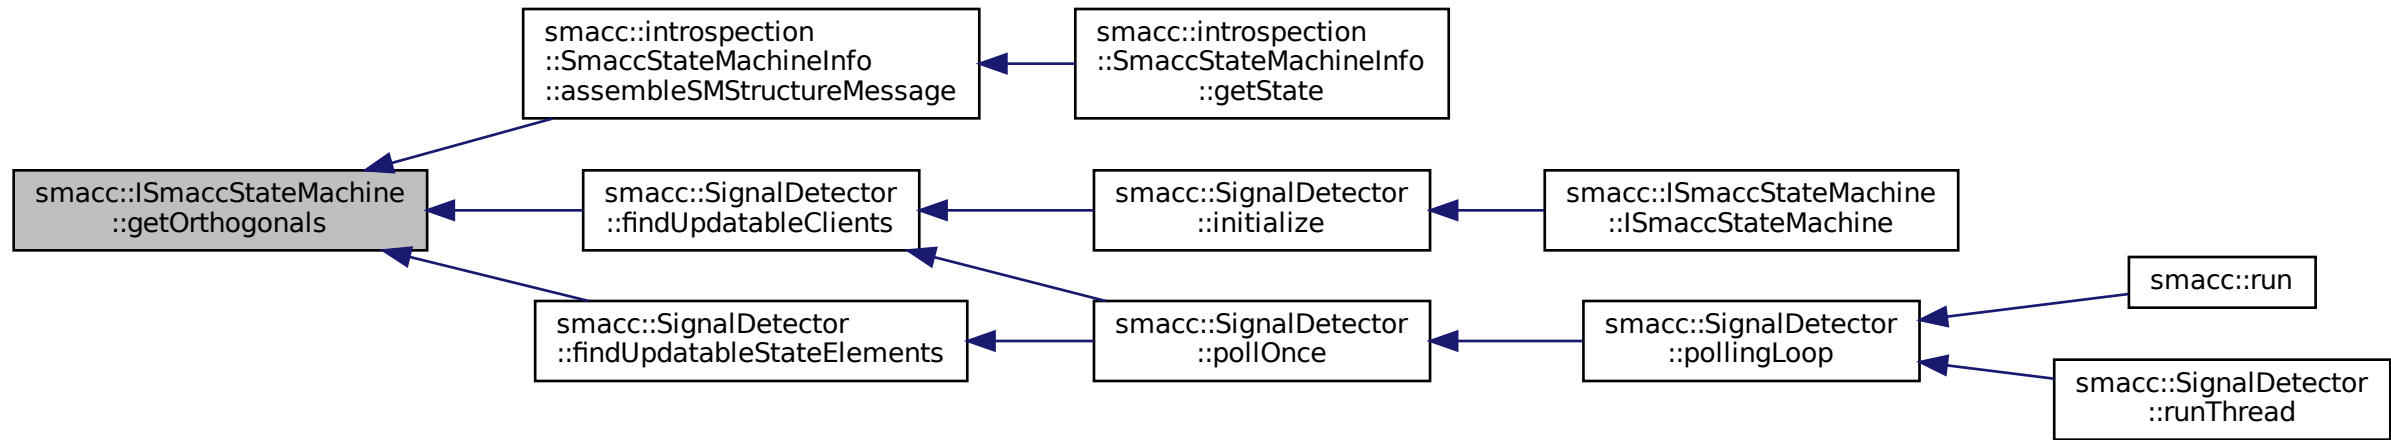 smacc::introspection
::SmaccStateMachineInfo
::assembleSMStructureMessage
smacc::introspection
::SmaccStateMachineInfo
::getState
smacc::ISmaccStateMachine
::getOrthogonals
smacc::SignalDetector
::findUpdatableClients
smacc::SignalDetector
::initialize
smacc::ISmaccStateMachine
::ISmaccStateMachine
smacc::SignalDetector
::findUpdatableStateElements
smacc::SignalDetector
::pollOnce
smacc::SignalDetector
::pollingLoop
smacc::run
smacc::SignalDetector
::runThread